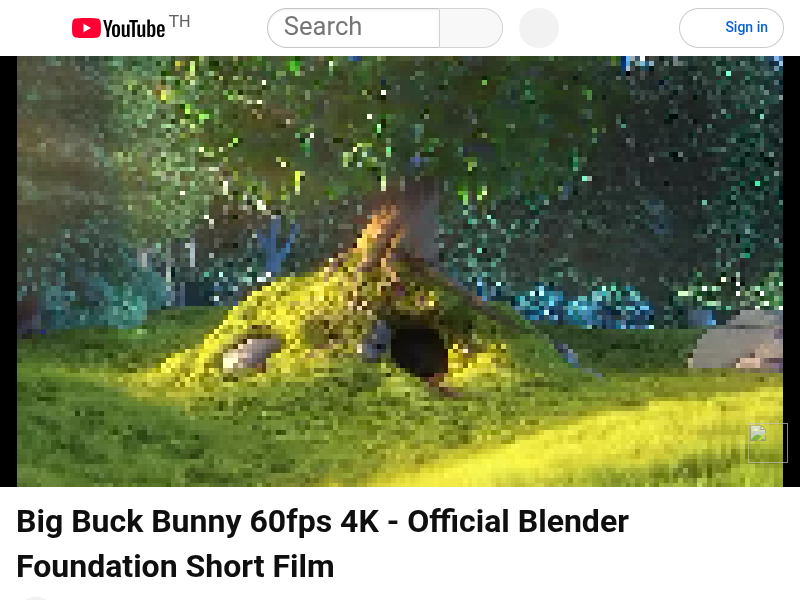 YouTube TH
Search
Sign in
Big Buck Bunny 60fps 4K - Official Blender
Foundation Short Film